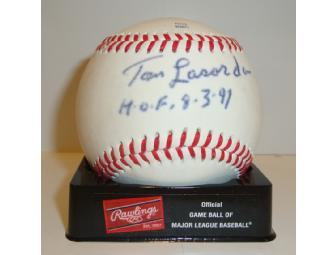 Tom Lasorda
H.O.F. 8-3-97
Rawlings
Official
GAME BALL OF
MAJOR LEAGUE BASEBALL®